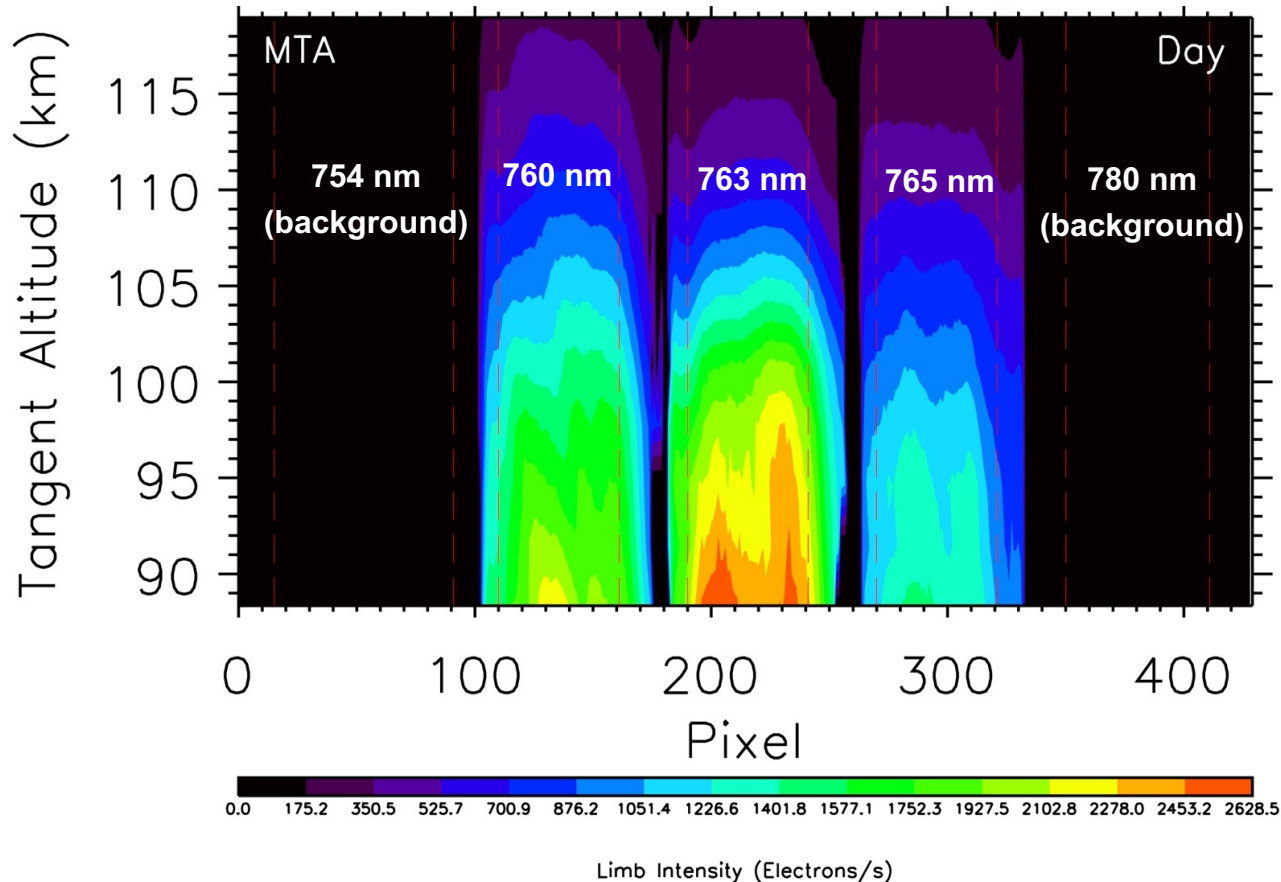 MTA
Day
Tangent Altitude (km)
115
110
105
100
95
90
754 nm
(background)
760 nm
763 nm
765 nm
780 nm
(background)
0
100
200
300
400
Pixel
0.0 175.2 350.5 525.7 700.9 876.2 1051.4 1226.6 1401.8 1577.1 1752.3 1927.5 2102.8 2278.0 2453.2 2628.5
Limb Intensity (Electrons/s)